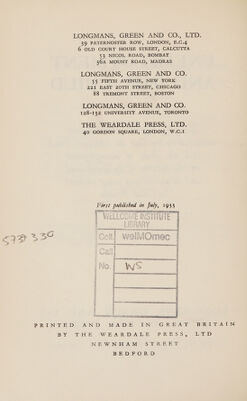 LONGMANS, GREEN AND CO., LTD.
39 PATERNOSTER ROW, LONDON, E.C.4
6 OLD COURT HOUSE STREET, CALCUTTA
53 NICOL ROAD, BOMBAY
36A MOUNT ROAD, MADRAS
LONGMANS, GREEN AND CO.
55 FIFTH AVENUE, NEW YORK
221 EAST 20TH STREET, CHICAGO
88 TREMONT STREET, BOSTON
LONGMANS, GREEN AND CO.
128-132 UNIVERSITY AVENUE, TORONTO
THE WEARDALE PRESS, LTD.
40 GORDON SQUARE, LONDON, W.C.1
First published in July, 1933
WELLCOME INSTITUTE
LIBRARY
Coll. welMOmec
Call
No. WS
PRINTED AND MADE IN GREAT BRITAIN
BY THE WEARDALE PRESS, LTD
NEWNHAM STREET
BEDFORD